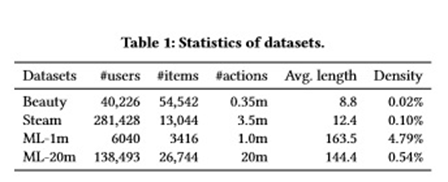 Table 1: Statistics of datasets.
Datasets #users #items #actions Avg. length Density
Beauty 40,226 54,542 0.35m 8.8 0.02%
Steam 281,428 13,044 3.5m 12.4 0.10%
ML-1m 6040 3416 1.0m 163.5 4.79%
ML-20m 138,493 26,744 20m 144.4 0.54%